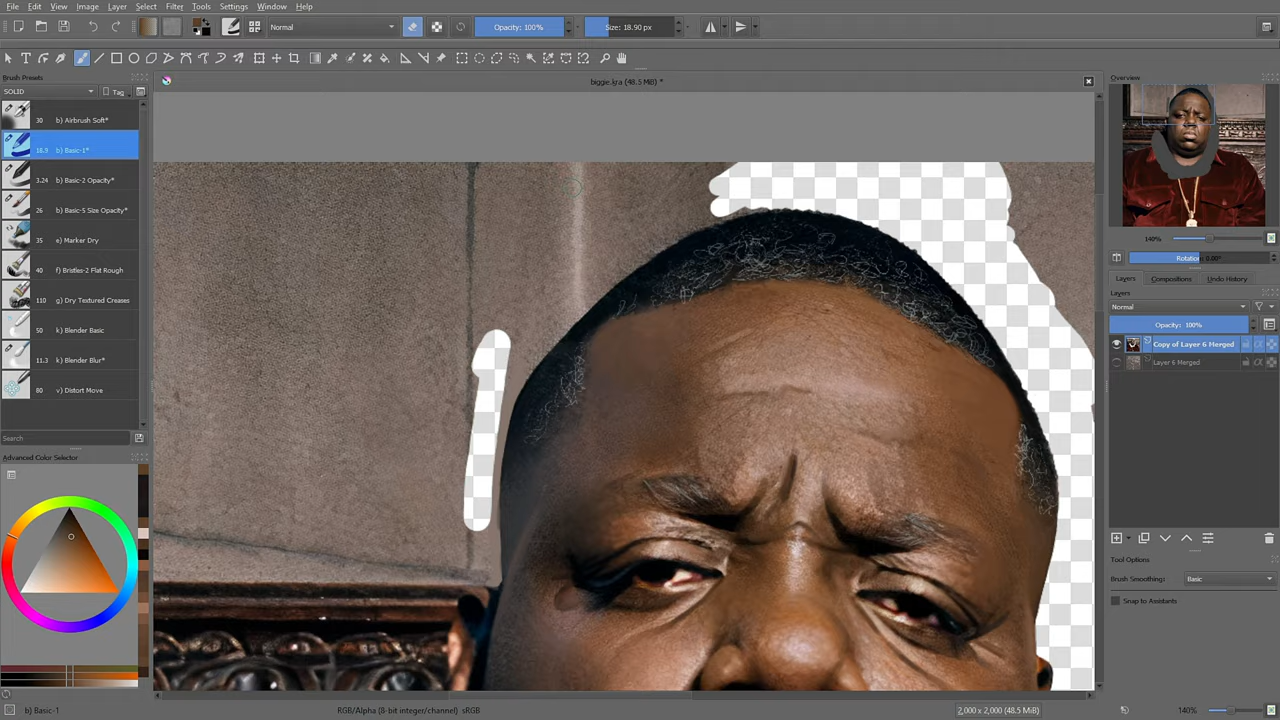 File Edit View Image Layer Select Filter Tools Settings Window Help
Normal
Opacity: 100%
Size: 18.90 px
Brush Presets
biggie.kra (48.5 MiB) *
Overview
SOLID
Tag
30 b) Airbrush Soft*
18.9 b) Basic-1*
3.24 b) Basic-2 Opacity*
26 b) Basic-5 Size Opacity*
35 e) Marker Dry
40 f) Bristles-2 Flat Rough
110 g) Dry Textured Creases
50 k) Blender Basic
11.3 k) Blender Blur*
80 v) Distort Move
Search
Advanced Color Selector
140%
Rotation: 0.00°
Layers Compositions Undo History
Layers
Normal
Opacity: 100%
Copy of Layer 6 Merged
Layer 6 Merged
Tool Options
Brush Smoothing: Basic
Snap to Assistants
b) Basic-1
RGB/Alpha (8-bit integer/channel) sRGB
2,000 x 2,000 (48.5 MiB)
140%